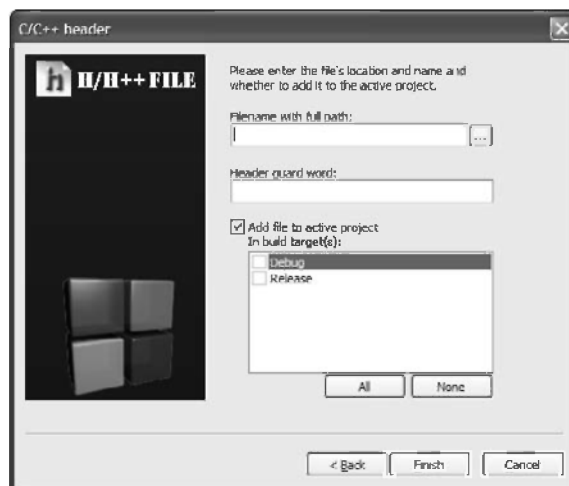 C/C++ header
h H/H++ FILE
Please enter the file's location and name and
whether to add it to the active project.
Filename with full path:
...
Header guard word:
Add file to active project
In build target(s):
Debug
Release
All
None
< Back
Finish
Cancel